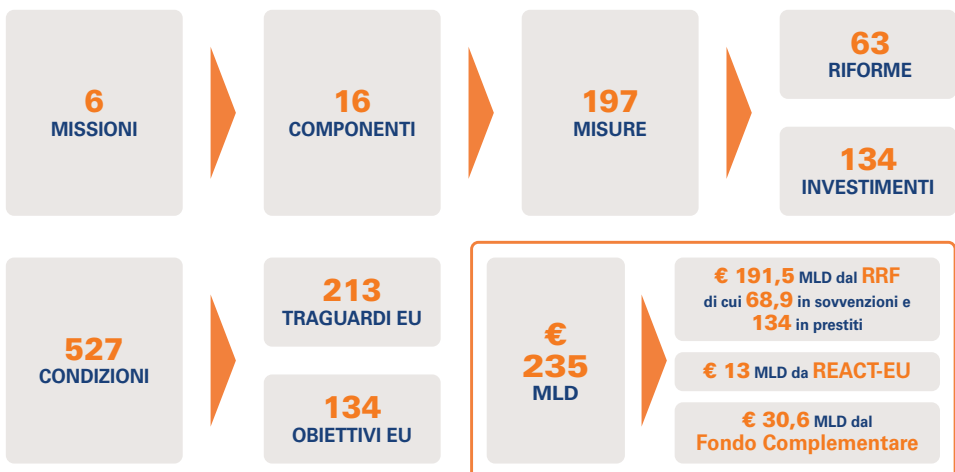 6
MISSIONI
16
COMPONENTI
197
MISURE
63
RIFORME
134
INVESTIMENTI
527
CONDIZIONI
213
TRAGUARDI EU
134
OBIETTIVI EU
€
235
MLD
€ 191,5 MLD dal RRF
di cui 68,9 in sovvenzioni e
134 in prestiti
€ 13 MLD da REACT-EU
€ 30,6 MLD dal
Fondo Complementare